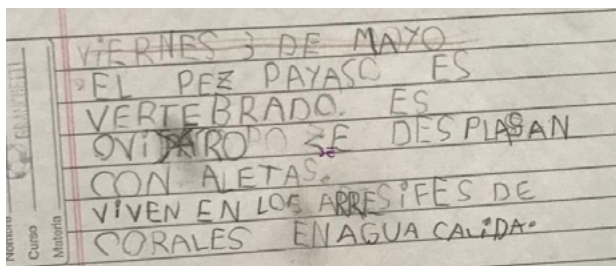 VIERNES 3 DE MAYO
EL PEZ PAYASO ES
VERTEBRADO. ES
SE DESPLASAN
CON ALETAS.
VIVEN EN LOS ARRESIFES DE
CORALES EN AGUA CALIDA.
Nombre
Curso
Materia